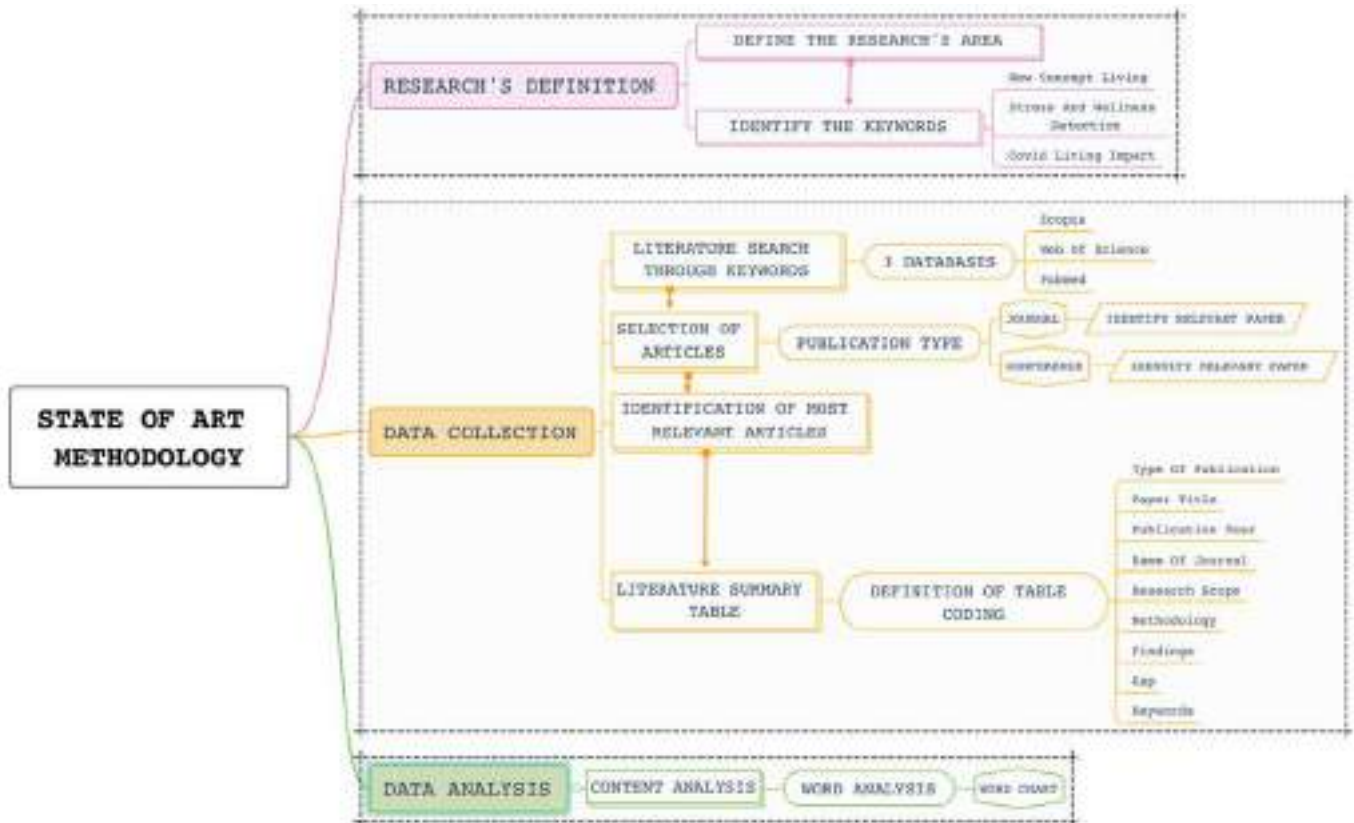 DEFINE THE RESEARCH'S AREA
RESEARCH'S DEFINITION
IDENTIFY THE KEYWORDS
New Concept Living
Stress And Wellness
Detection
Covid Living Impact
STATE OF ART
METHODOLOGY
DATA COLLECTION
LITERATURE SEARCH
THROUGH KEYWORDS
3 DATABASES
Scopis
Web Of Science
Pubmed
SELECTION OF
ARTICLES
PUBLICATION TYPE
JOURNAL
IDENTIFY RELEVANT PAPER
CONFERENCE
IDENTIFY RELEVANT PAPER
IDENTIFICATION OF MOST
RELEVANT ARTICLES
LITERATURE SUMMARY
TABLE
DEFINITION OF TABLE
CODING
Type Of Publication
Paper Title
Publication Year
Name Of Journal
Research Scope
Methodology
Findings
Gap
Keywords
DATA ANALYSIS
CONTENT ANALYSIS
WORD ANALYSIS
WORD CHART